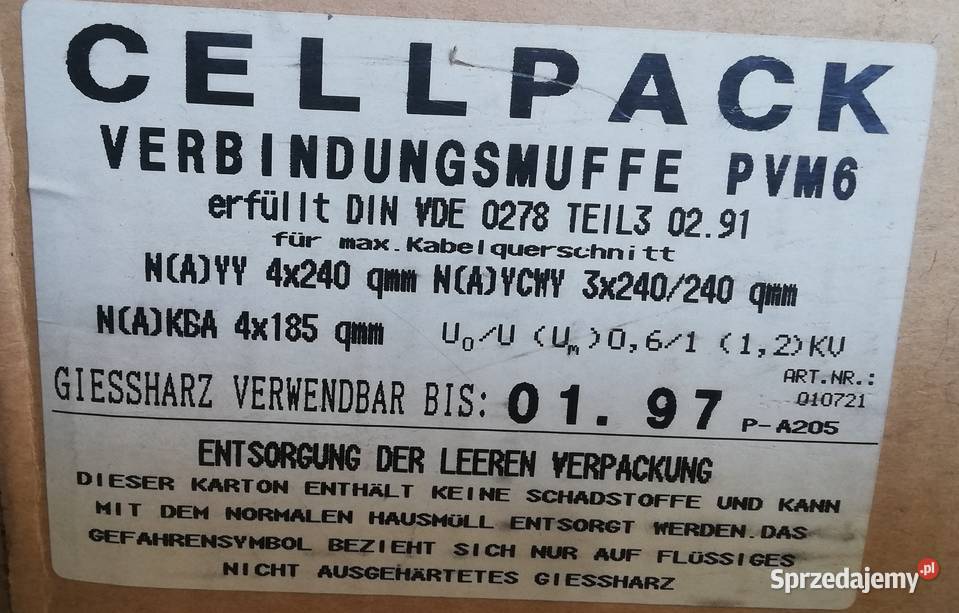 CELLPACK
VERBINDUNGSMUFFE PVM6
erfüllt DIN VDE 0278 TEIL3 02.91
für max.Kabelquerschnitt
N(A)YY 4x240 qmm N(A)YCWY 3x240/240 qmm
N(A)KBA 4x185 qmm U₀/U (Uₘ)0,6/1 (1,2)KV
GIESSHARZ VERWENDBAR BIS: 01. 97
ART.NR.:
010721
P-A205
ENTSORGUNG DER LEEREN VERPACKUNG
DIESER KARTON ENTHÄLT KEINE SCHADSTOFFE UND KANN
MIT DEM NORMALEN HAUSMÜLL ENTSORGT WERDEN.DAS
GEFAHRENSYMBOL BEZIEHT SICH NUR AUF FLÜSSIGES
NICHT AUSGEHÄRTETES GIESSHARZ
Sprzedajemy.pl